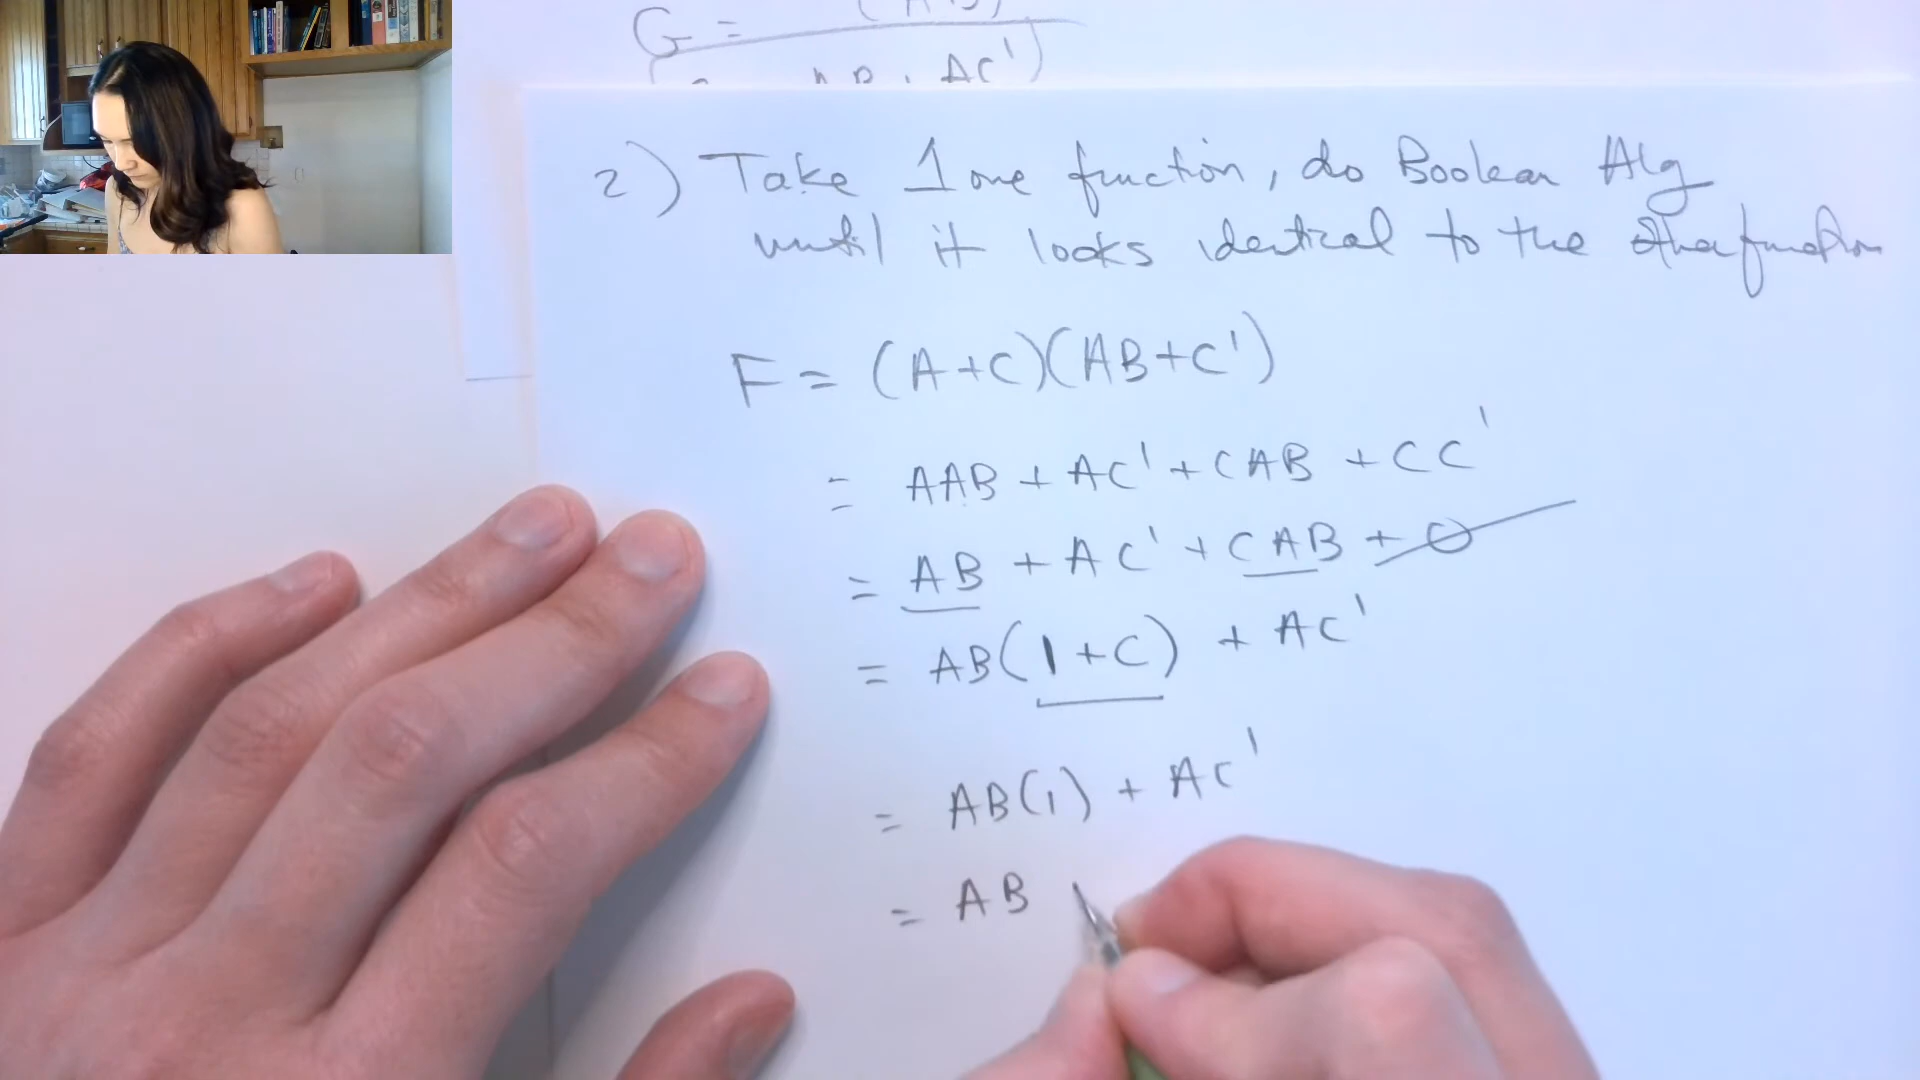 G =
AC'
2) Take 1 one function, do Boolean Alg
until it looks identical to the other function
F = (A+C)(AB+C')
= AAB + AC' + CAB + CC'
= AB + AC' + CAB + 0
= AB(1+C) + AC'
= AB(1) + AC'
= AB